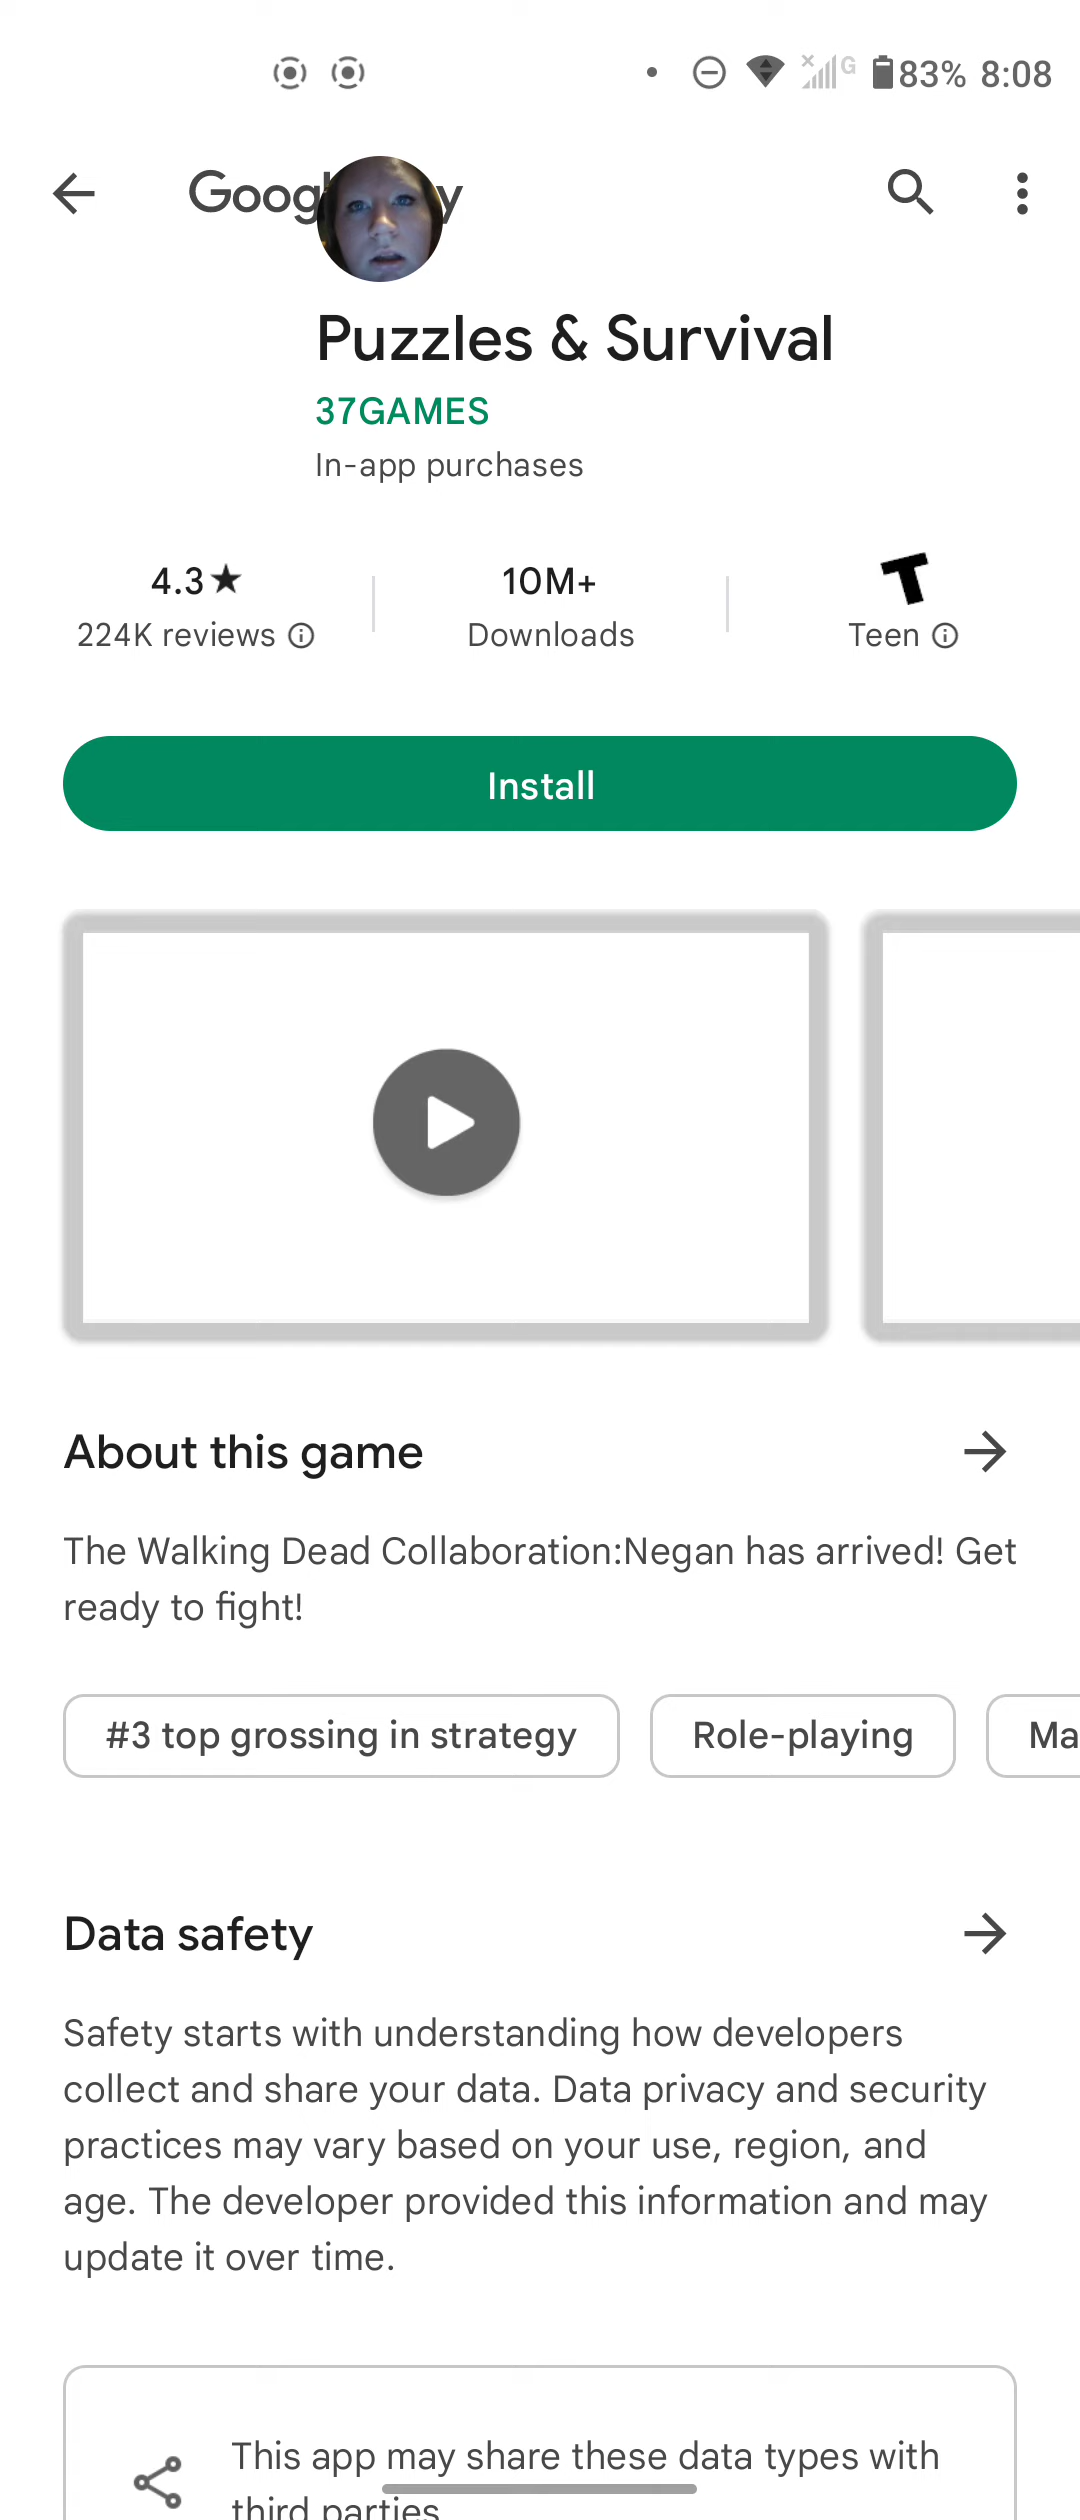 G 83% 8:08
Puzzles & Survival
37GAMES
In-app purchases
4.3★
224K reviews
10M+
Downloads
T
Teen
Install
About this game
The Walking Dead Collaboration:Negan has arrived! Get
ready to fight!
#3 top grossing in strategy
Role-playing
Data safety
Safety starts with understanding how developers
collect and share your data. Data privacy and security
practices may vary based on your use, region, and
age. The developer provided this information and may
update it over time.
This app may share these data types with
third parties